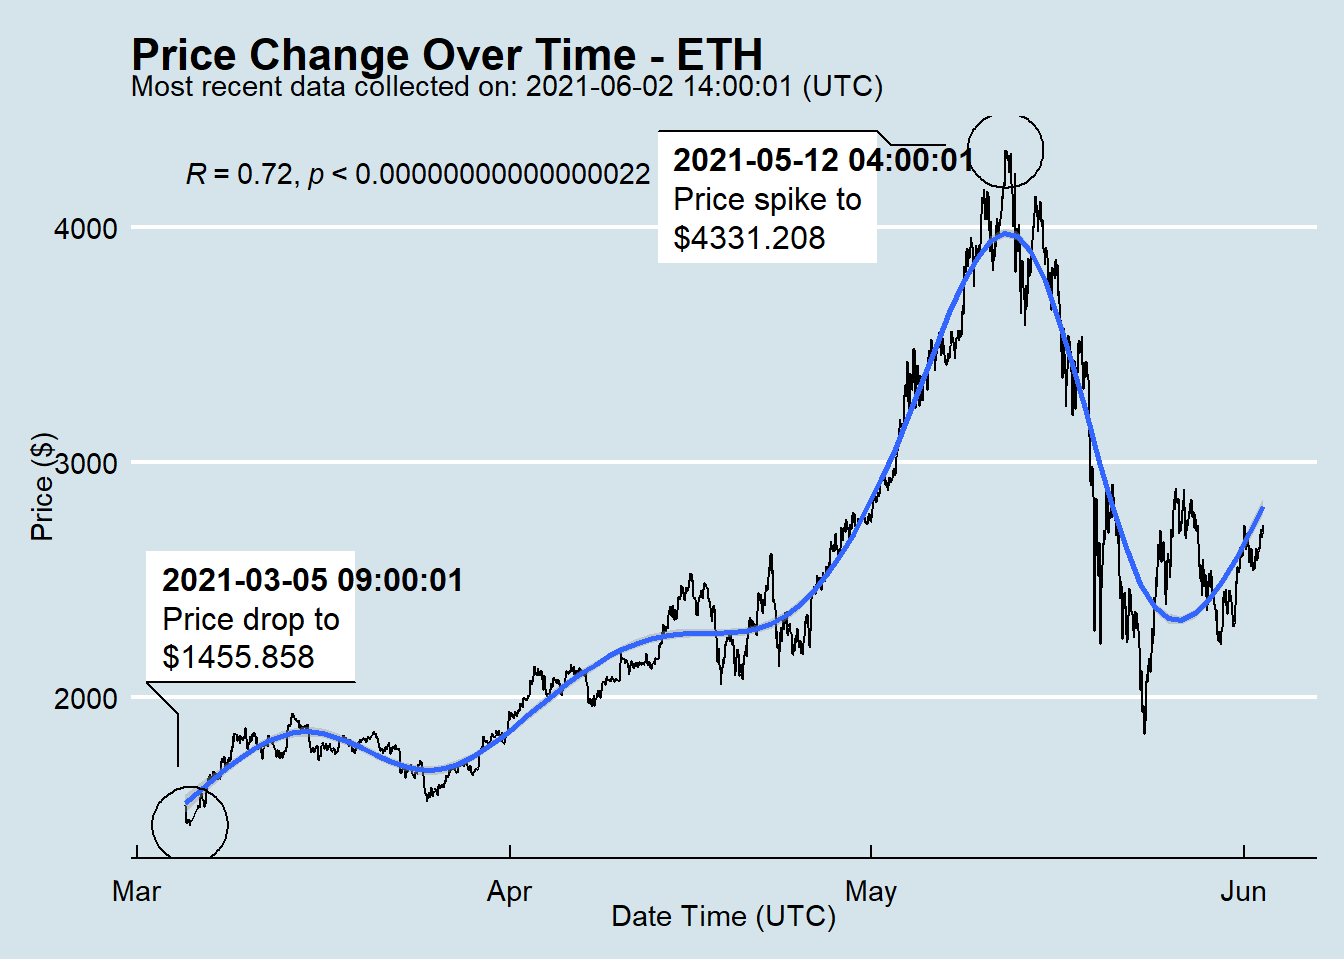 Price Change Over Time - ETH
Most recent data collected on: 2021-06-02 14:00:01 (UTC)
R = 0.72, p < 0.00000000000000022
2021-05-12 04:00:01
Price spike to
$4331.208
4000
3000
Price ($)
2021-03-05 09:00:01
Price drop to
$1455.858
2000
Mar
Apr
May
Jun
Date Time (UTC)